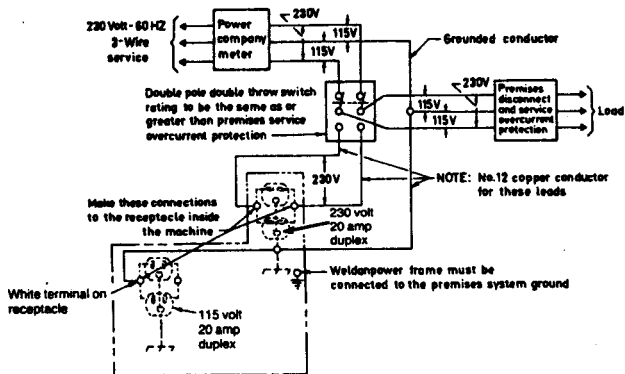 230 Volt - 60 HZ
3-Wire
service
Power
company
meter
230V
115V
115V
Grounded conductor
Double pole double throw switch
rating to be the same as or
greater than premises service
overcurrent protection
230V
115V
115V
Premises
disconnect
and service
overcurrent
protection
Load
230V
NOTE: No.12 copper conductor
for these leads
Make these connections
to the receptacle inside
the machine
230 volt
20 amp
duplex
Weldanpower frame must be
connected to the premises system ground
White terminal on
receptacle
115 volt
20 amp
duplex